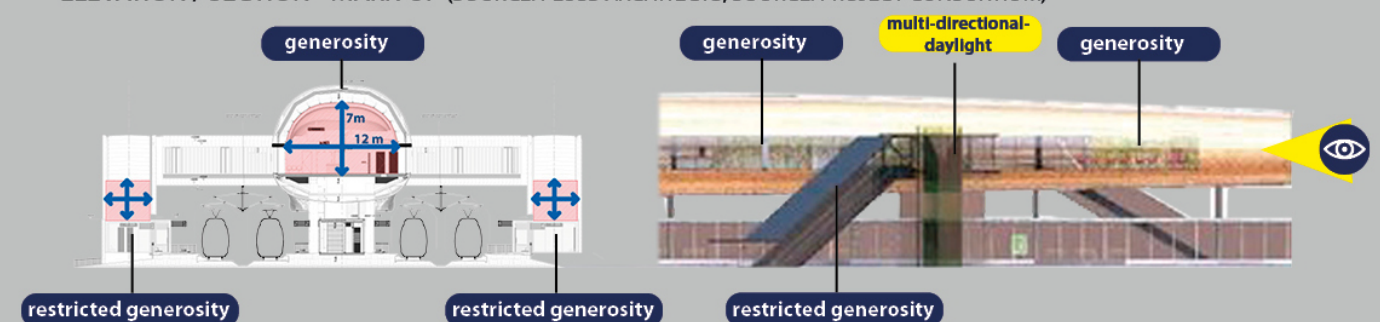 generosity
generosity
multi-directional-
daylight
generosity
7m
12 m
restricted generosity
restricted generosity
restricted generosity